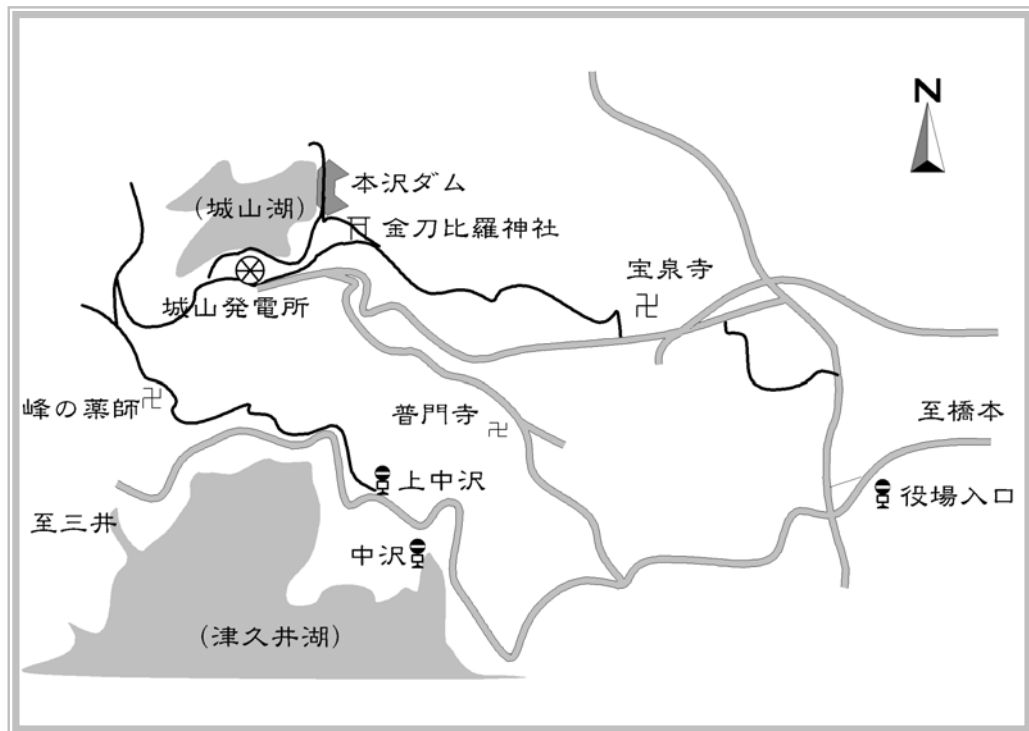 N
本沢ダム
(城山湖)
金刀比羅神社
宝泉寺
城山発電所
峰の薬師
普門寺
至橋本
上中沢
役場入口
至三井
中沢
(津久井湖)